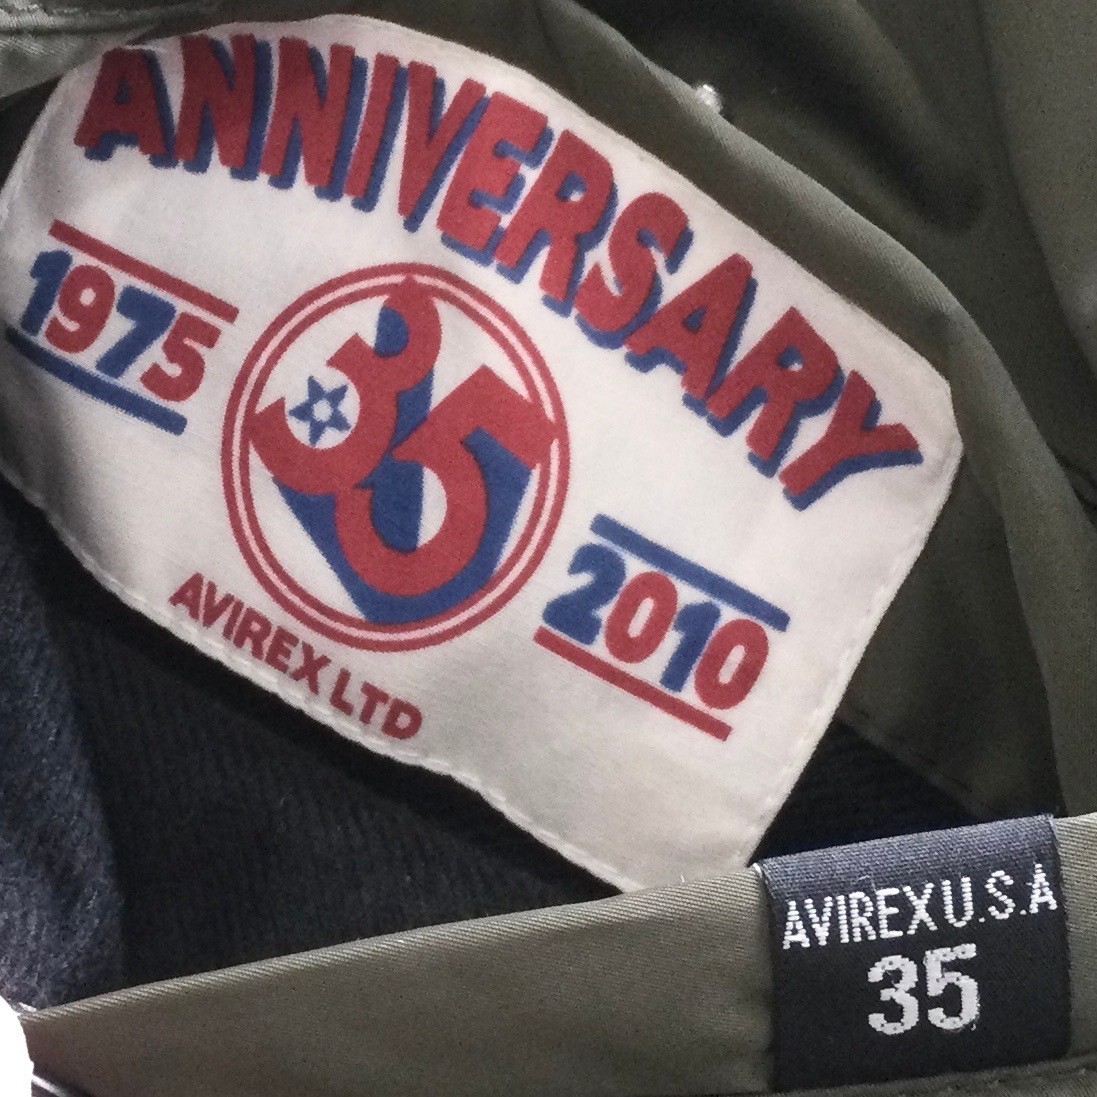 ANNIVERSARY
1975
35
2010
AVIREX LTD
AVIREX U.S.A
35